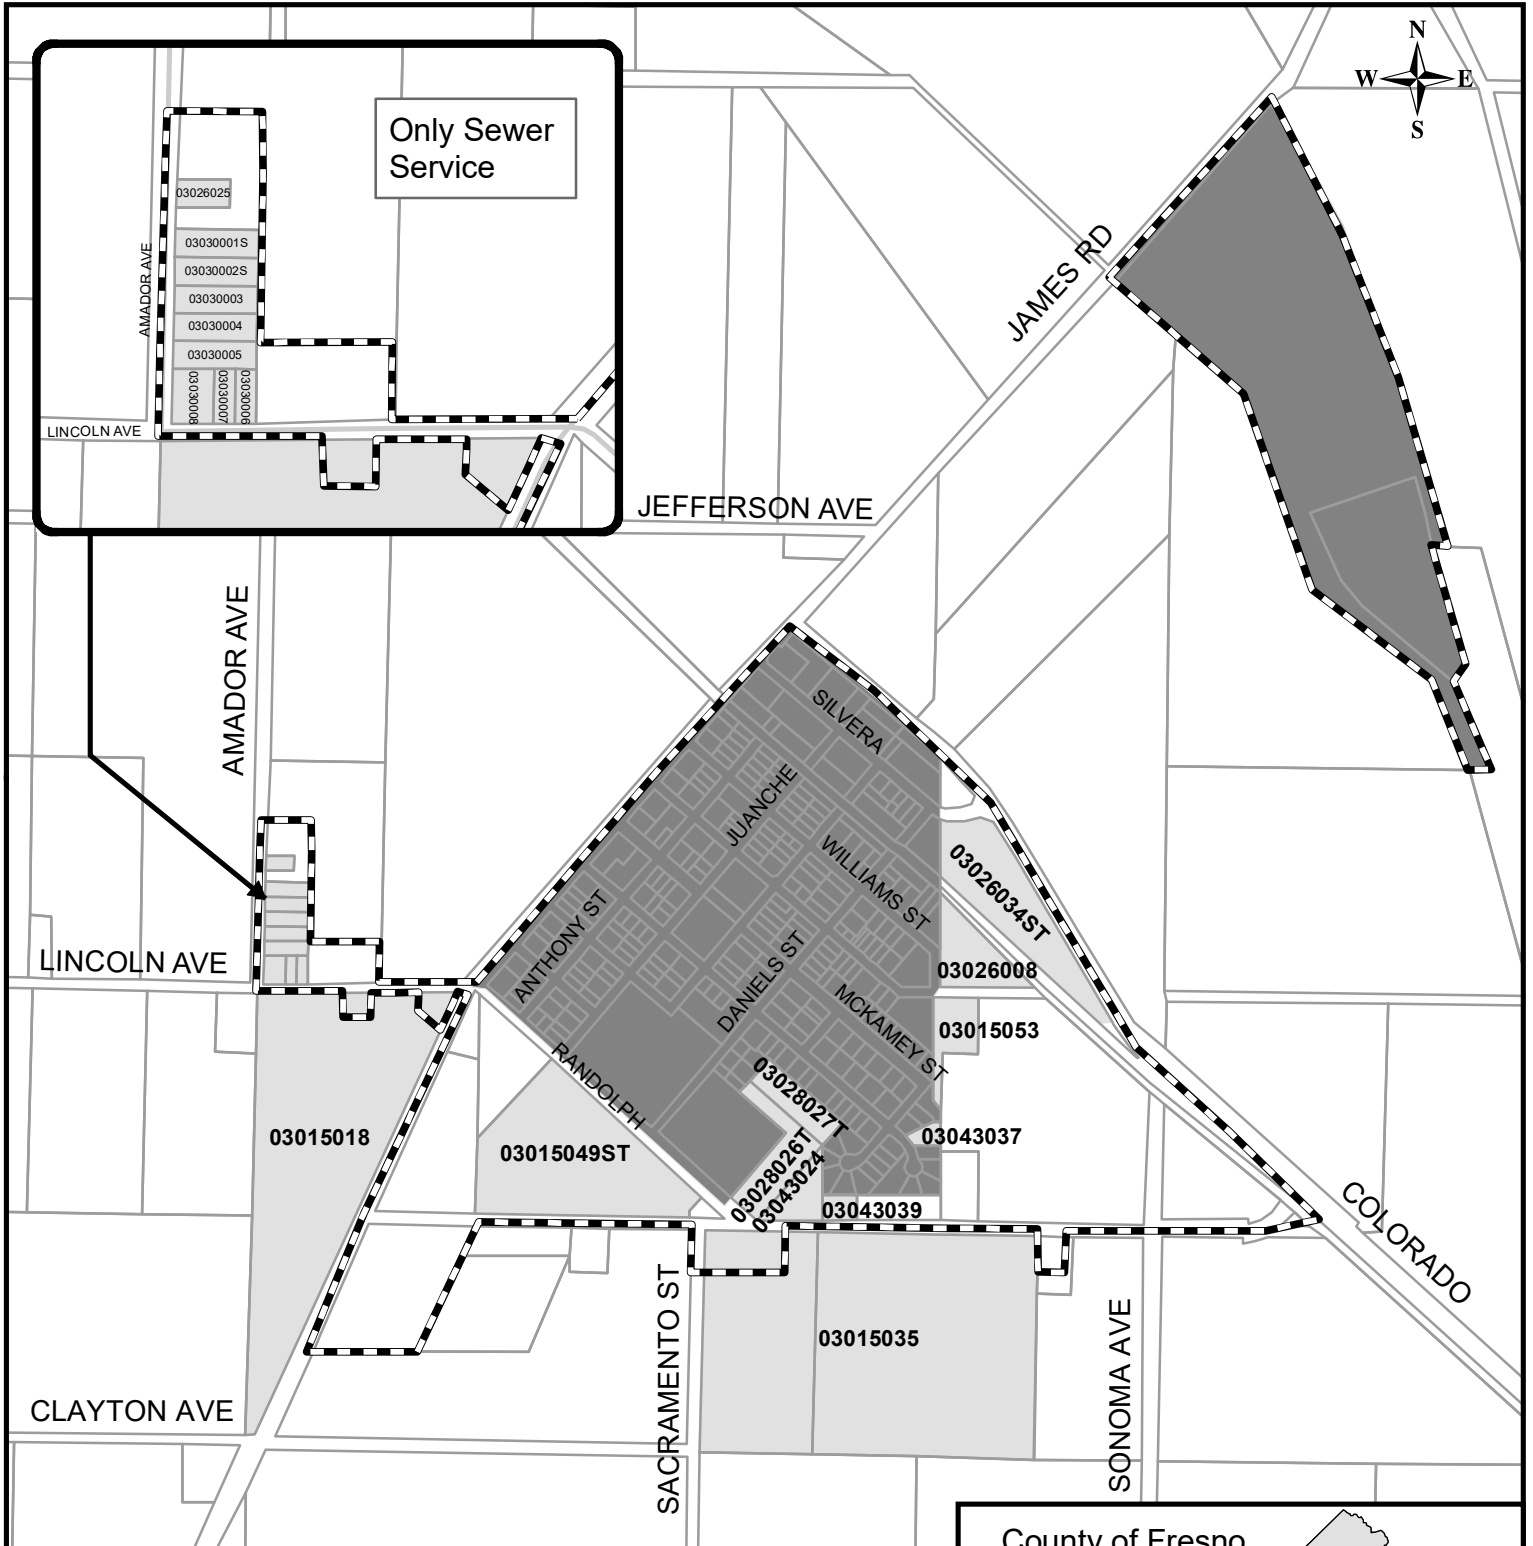 N
W E
S
Only Sewer
Service
03026025
03030001S
03030002S
03030003
03030004
03030005
03030008
03030007
03030006
AMADOR AVE
LINCOLN AVE
JAMES RD
JEFFERSON AVE
AMADOR AVE
SILVERA
JUANCHE
WILLIAMS ST
03026034ST
ANTHONY ST
LINCOLN AVE
DANIELS ST
03026008
MCKAMEY ST
03015053
RANDOLPH
03028027T
03015018
03015049ST
03043037
03028026T
03043024
03043039
COLORADO
SACRAMENTO ST
03015035
SONOMA AVE
CLAYTON AVE
County of Fresno